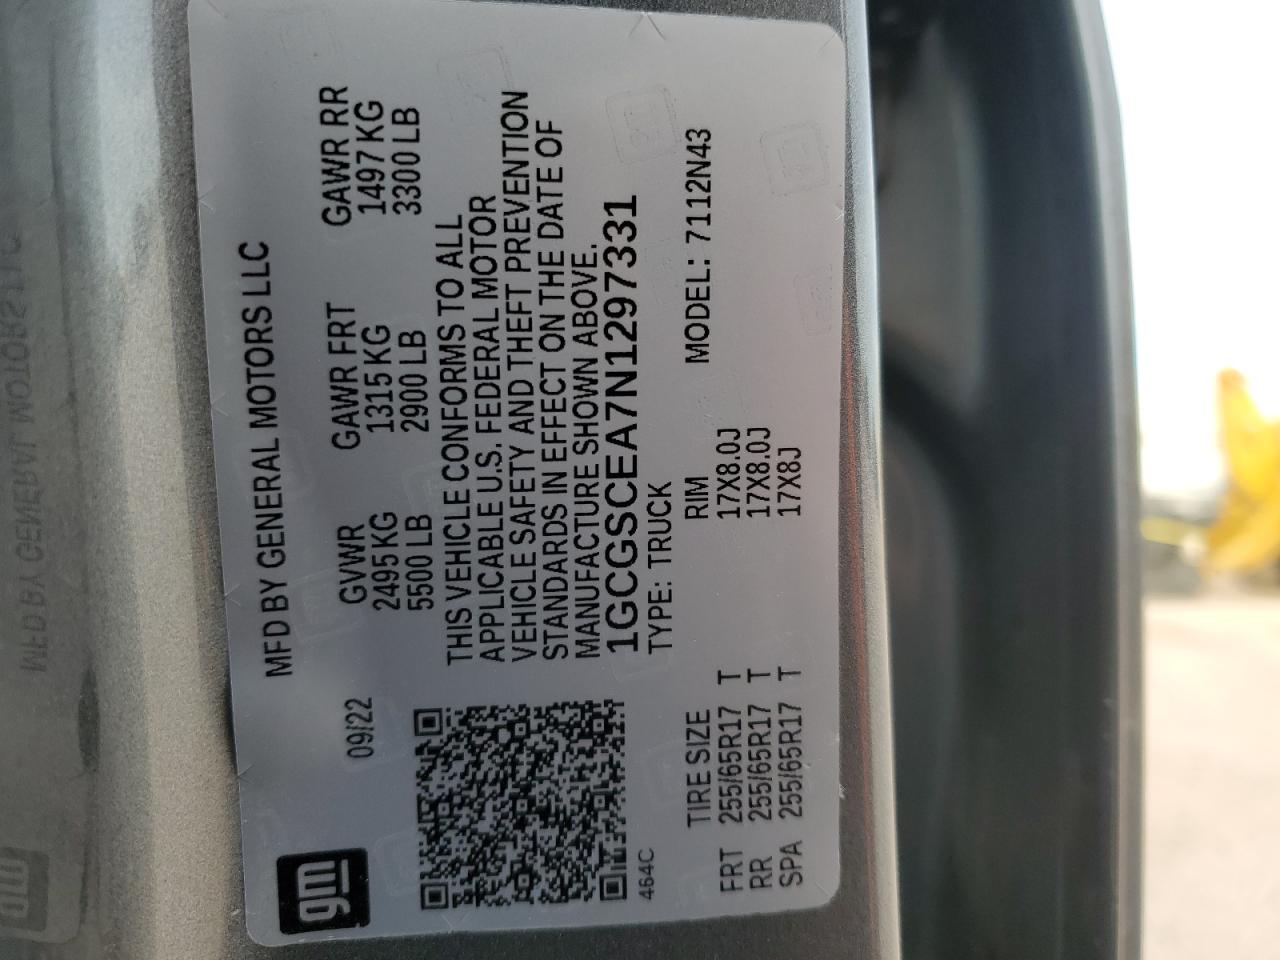 gm
MFD BY GENERAL MOTORS LLC
09/22
GVWR GAWR FRT GAWR RR
2495 KG 1315 KG 1497 KG
5500 LB 2900 LB 3300 LB
THIS VEHICLE CONFORMS TO ALL
APPLICABLE U.S. FEDERAL MOTOR
VEHICLE SAFETY AND THEFT PREVENTION
STANDARDS IN EFFECT ON THE DATE OF
MANUFACTURE SHOWN ABOVE.
1GCGSCEA7N1297331
464C
TYPE: TRUCK
MODEL: 7112N43
TIRE SIZE RIM
FRT 255/65R17 T 17X8.0J
RR 255/65R17 T 17X8.0J
SPA 255/65R17 T 17X8J